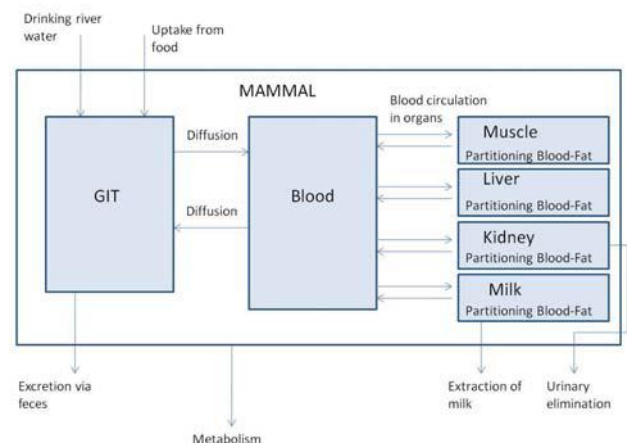 Drinking river
water
Uptake from
food
MAMMAL
Blood circulation
in organs
GIT
Diffusion
Diffusion
Blood
Muscle
Partitioning Blood-Fat
Liver
Partitioning Blood-Fat
Kidney
Partitioning Blood-Fat
Milk
Partitioning Blood-Fat
Excretion via
feces
Metabolism
Extraction of
milk
Urinary
elimination